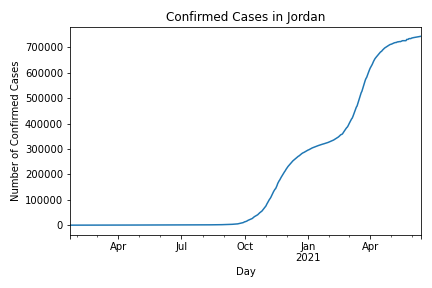 Confirmed Cases in Jordan
Number of Confirmed Cases
700000
600000
500000
400000
300000
200000
100000
0
Apr
Jul
Oct
Jan
2021
Apr
Day